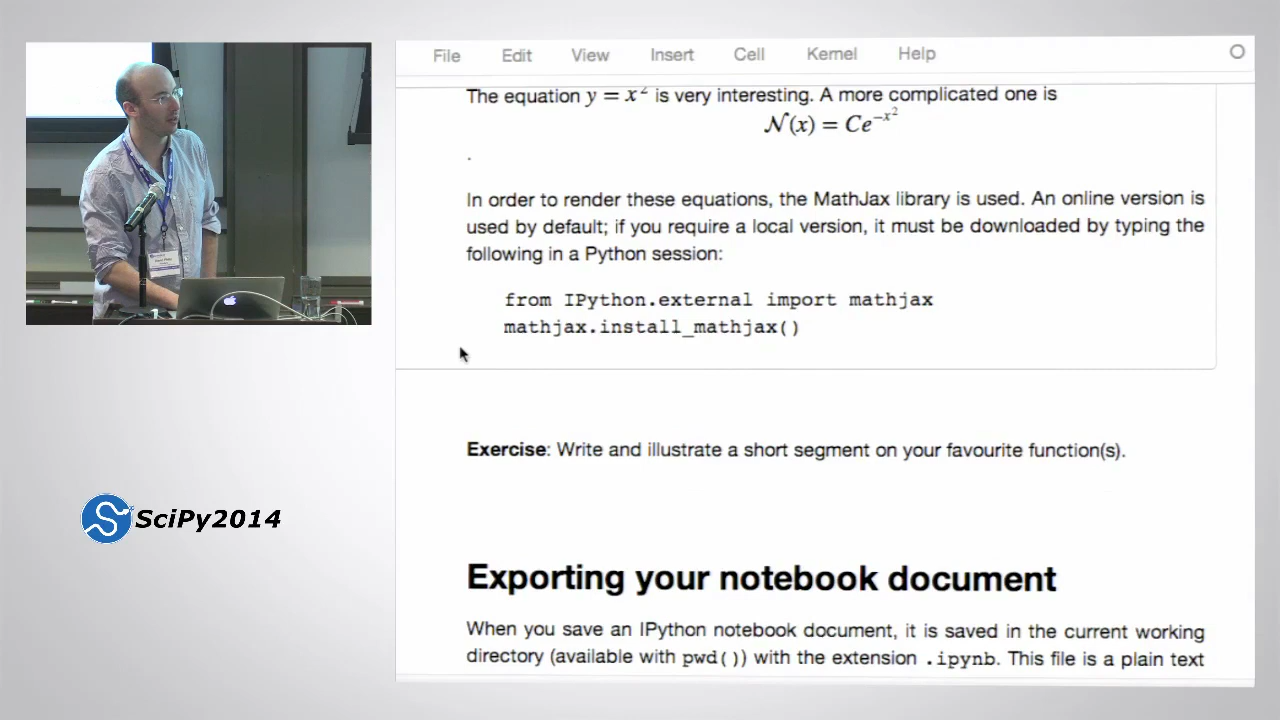 File Edit View Insert Cell Kernel Help
The equation y = x² is very interesting. A more complicated one is
𝒩(x) = Ce^{-x²}
.
In order to render these equations, the MathJax library is used. An online version is
used by default; if you require a local version, it must be downloaded by typing the
following in a Python session:
from IPython.external import mathjax
mathjax.install_mathjax()
Exercise: Write and illustrate a short segment on your favourite function(s).
SciPy2014
Exporting your notebook document
When you save an IPython notebook document, it is saved in the current working
directory (available with pwd()) with the extension .ipynb. This file is a plain text